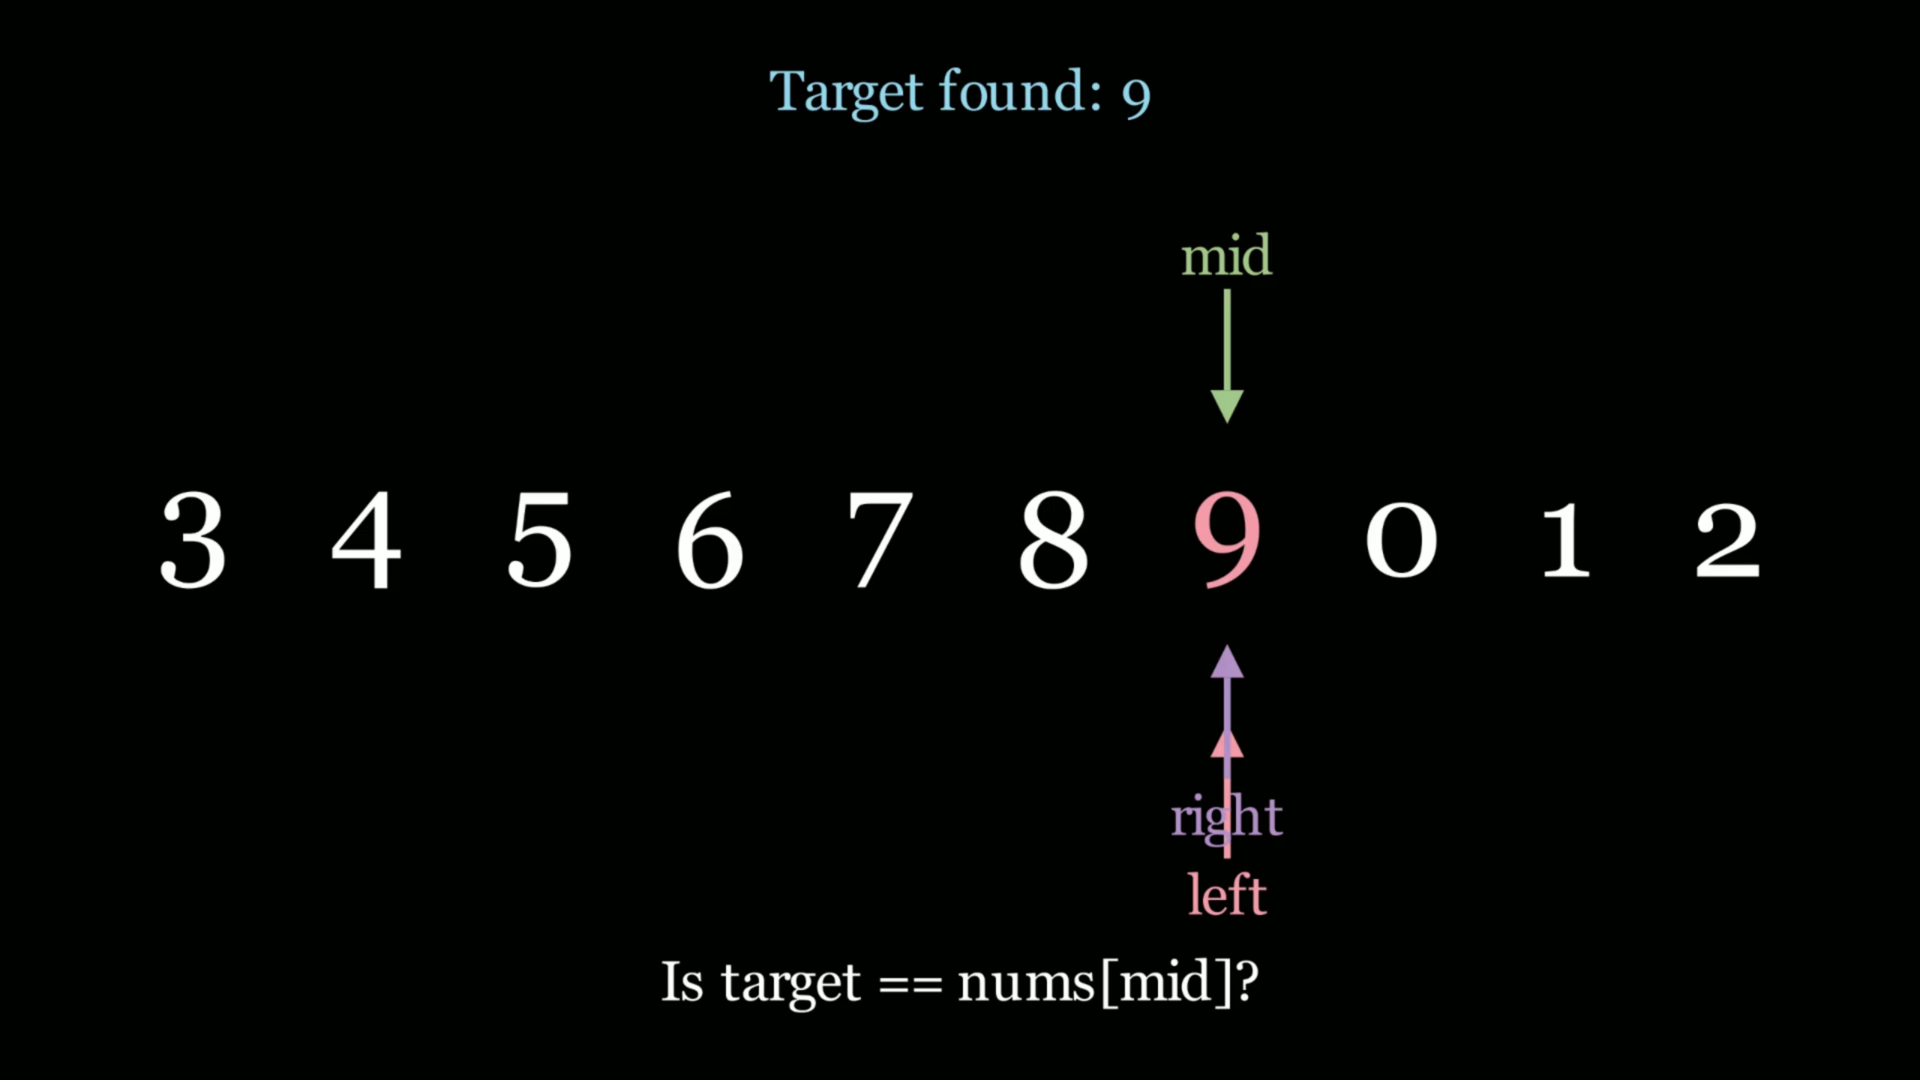 Target found: 9
mid
3 4 5 6 7 8 9 0 1 2
right
left
Is target == nums[mid]?